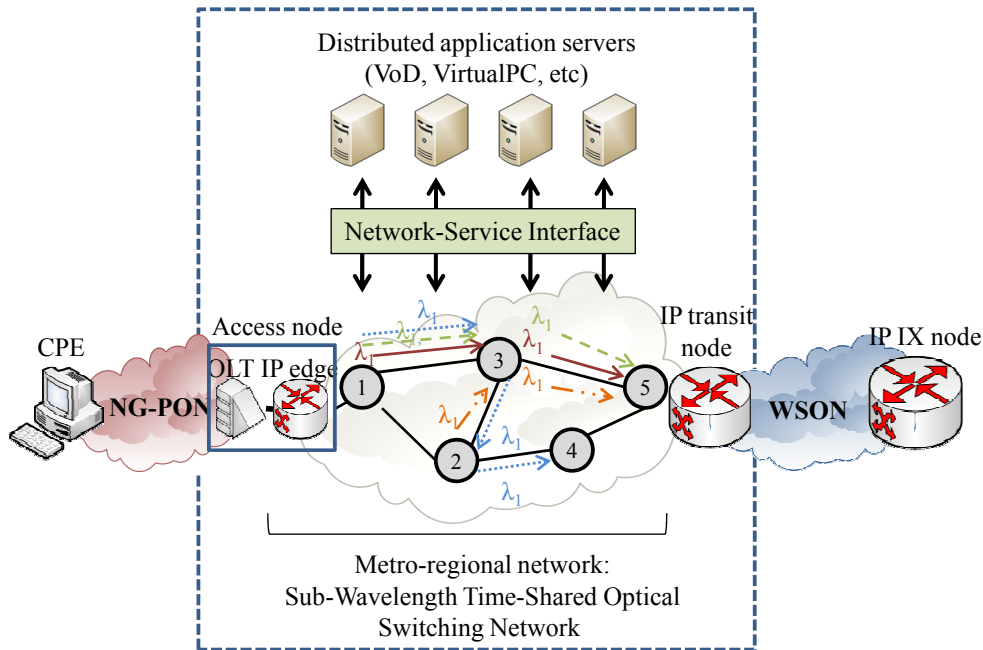 Distributed application servers
(VoD, VirtualPC, etc)
Network-Service Interface
λ1
λ1
λ1
λ1
λ1
λ1
λ1
λ1
λ1
Access node
OLT IP edge
CPE
NG-PON
1
2
3
4
5
IP transit
node
WSON
IP IX node
Metro-regional network:
Sub-Wavelength Time-Shared Optical
Switching Network